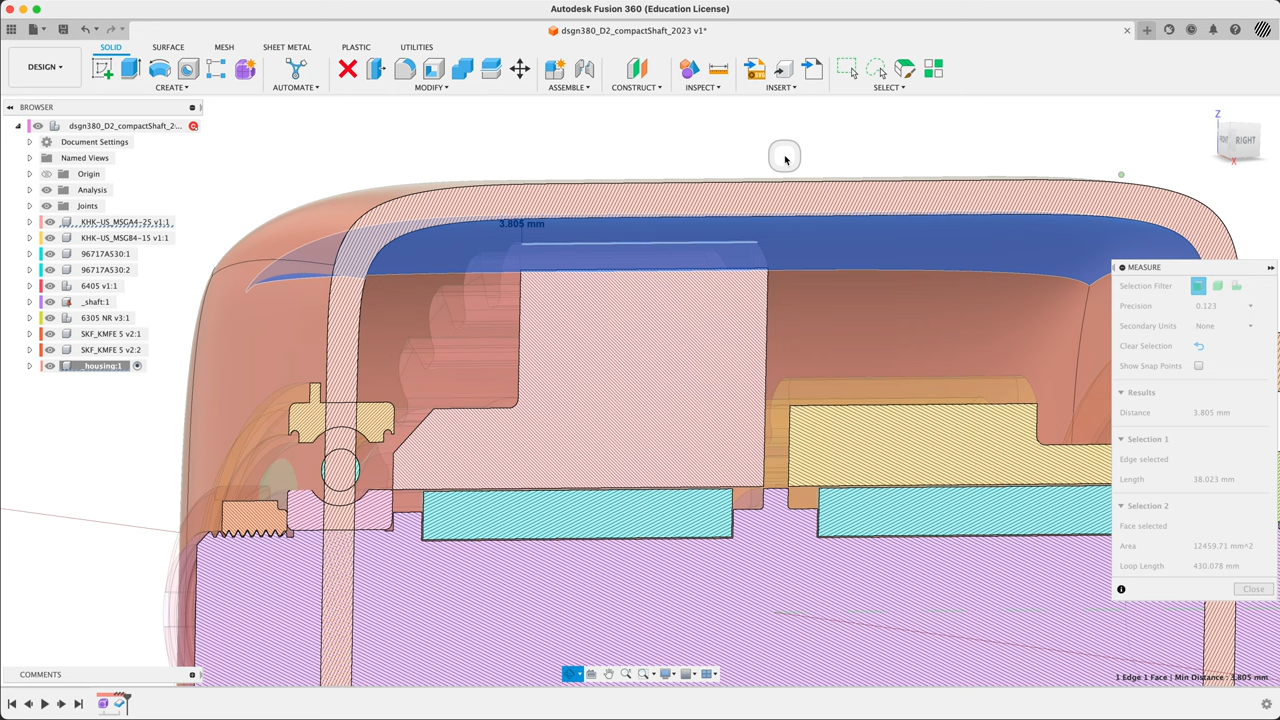 Autodesk Fusion 360 (Education License)
dsgn380_D2_compactShaft_2023 v1*
SOLID SURFACE MESH SHEET METAL PLASTIC UTILITIES
DESIGN
CREATE AUTOMATE MODIFY ASSEMBLE CONSTRUCT INSPECT INSERT SELECT
BROWSER
dsgn380_D2_compactShaft_2...
Document Settings
Named Views
Origin
Analysis
Joints
KHK-US_MSGA4-25 v1:1
KHK-US_MSGB4-15 v1:1
96717A530:1
96717A530:2
6405 v1:1
_shaft:1
6305 NR v3:1
SKF_KMFE 5 v2:1
SKF_KMFE 5 v2:2
_housing:1
3.805 mm
Z
RIGHT
X
MEASURE
Selection Filter
Precision 0.123
Secondary Units None
Clear Selection
Show Snap Points
Results
Distance 3.805 mm
Selection 1
Edge selected
Length 38.023 mm
Selection 2
Face selected
Area 12459.71 mm^2
Loop Length 430.078 mm
Close
COMMENTS
1 Edge 1 Face | Min Distance : 3.805 mm